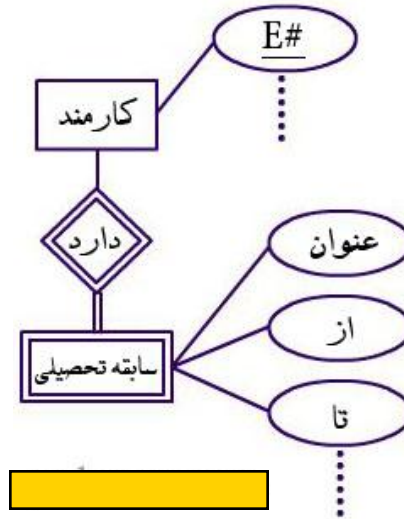 E#
کارمند
دارد
عنوان
از
سابقه تحصیلی
تا